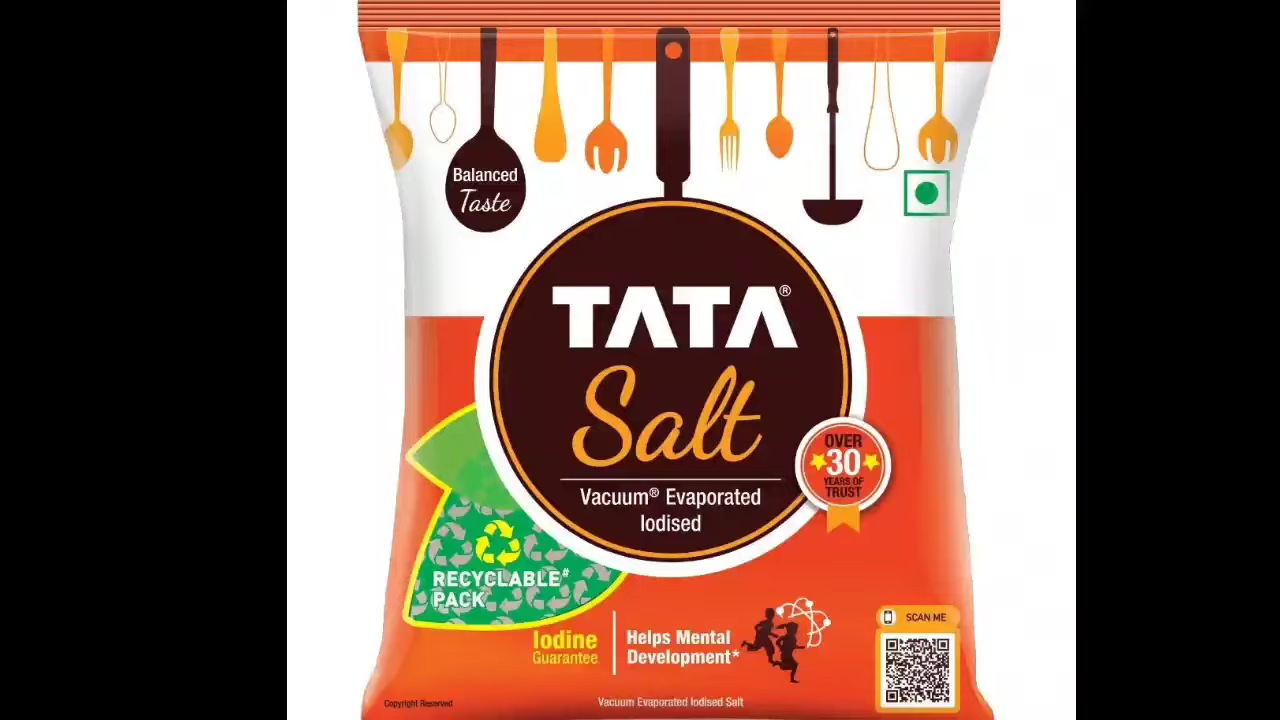 Balanced
Taste
TATA®
Salt
Vacuum® Evaporated
Iodised
OVER
30
YEARS OF
TRUST
RECYCLABLE#
PACK
Iodine
Guarantee
Helps Mental
Development*
SCAN ME
Copyright Reserved
Vacuum Evaporated Iodised Salt